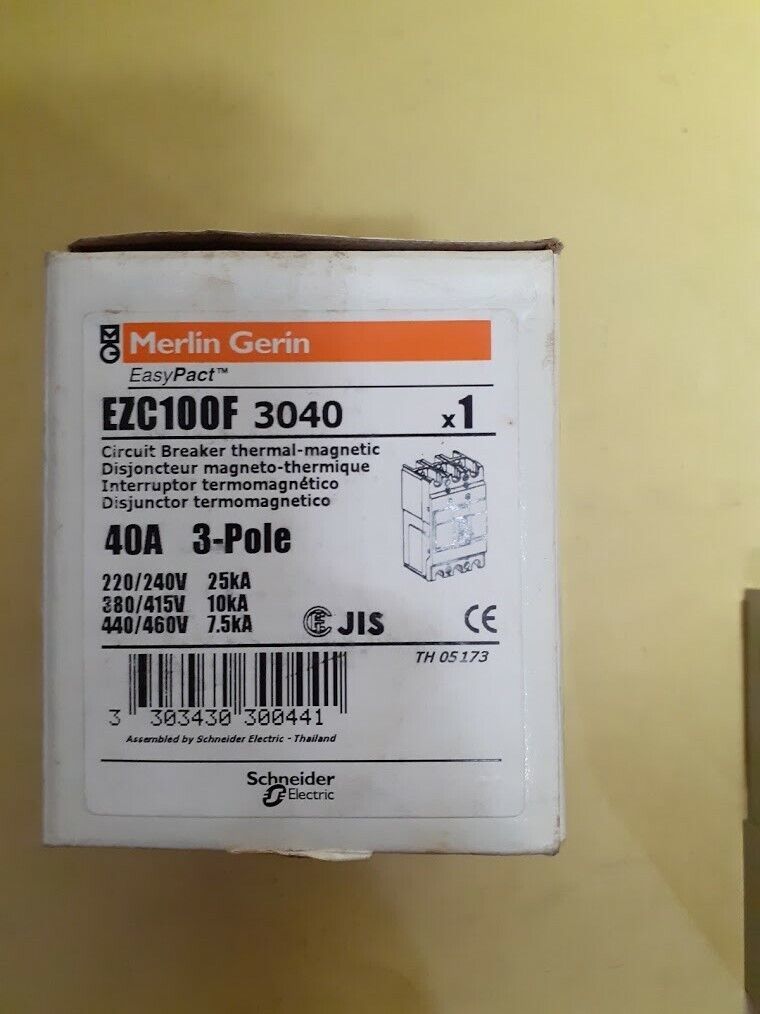 Merlin Gerin
EasyPact™
EZC100F 3040 x1
Circuit Breaker thermal-magnetic
Disjoncteur magneto-thermique
Interruptor termomagnético
Disjunctor termomagnetico
40A 3-Pole
220/240V 25kA
380/415V 10kA
440/460V 7.5kA
JIS CE
TH 05173
3 303430 300441
Assembled by Schneider Electric - Thailand
Schneider
Electric